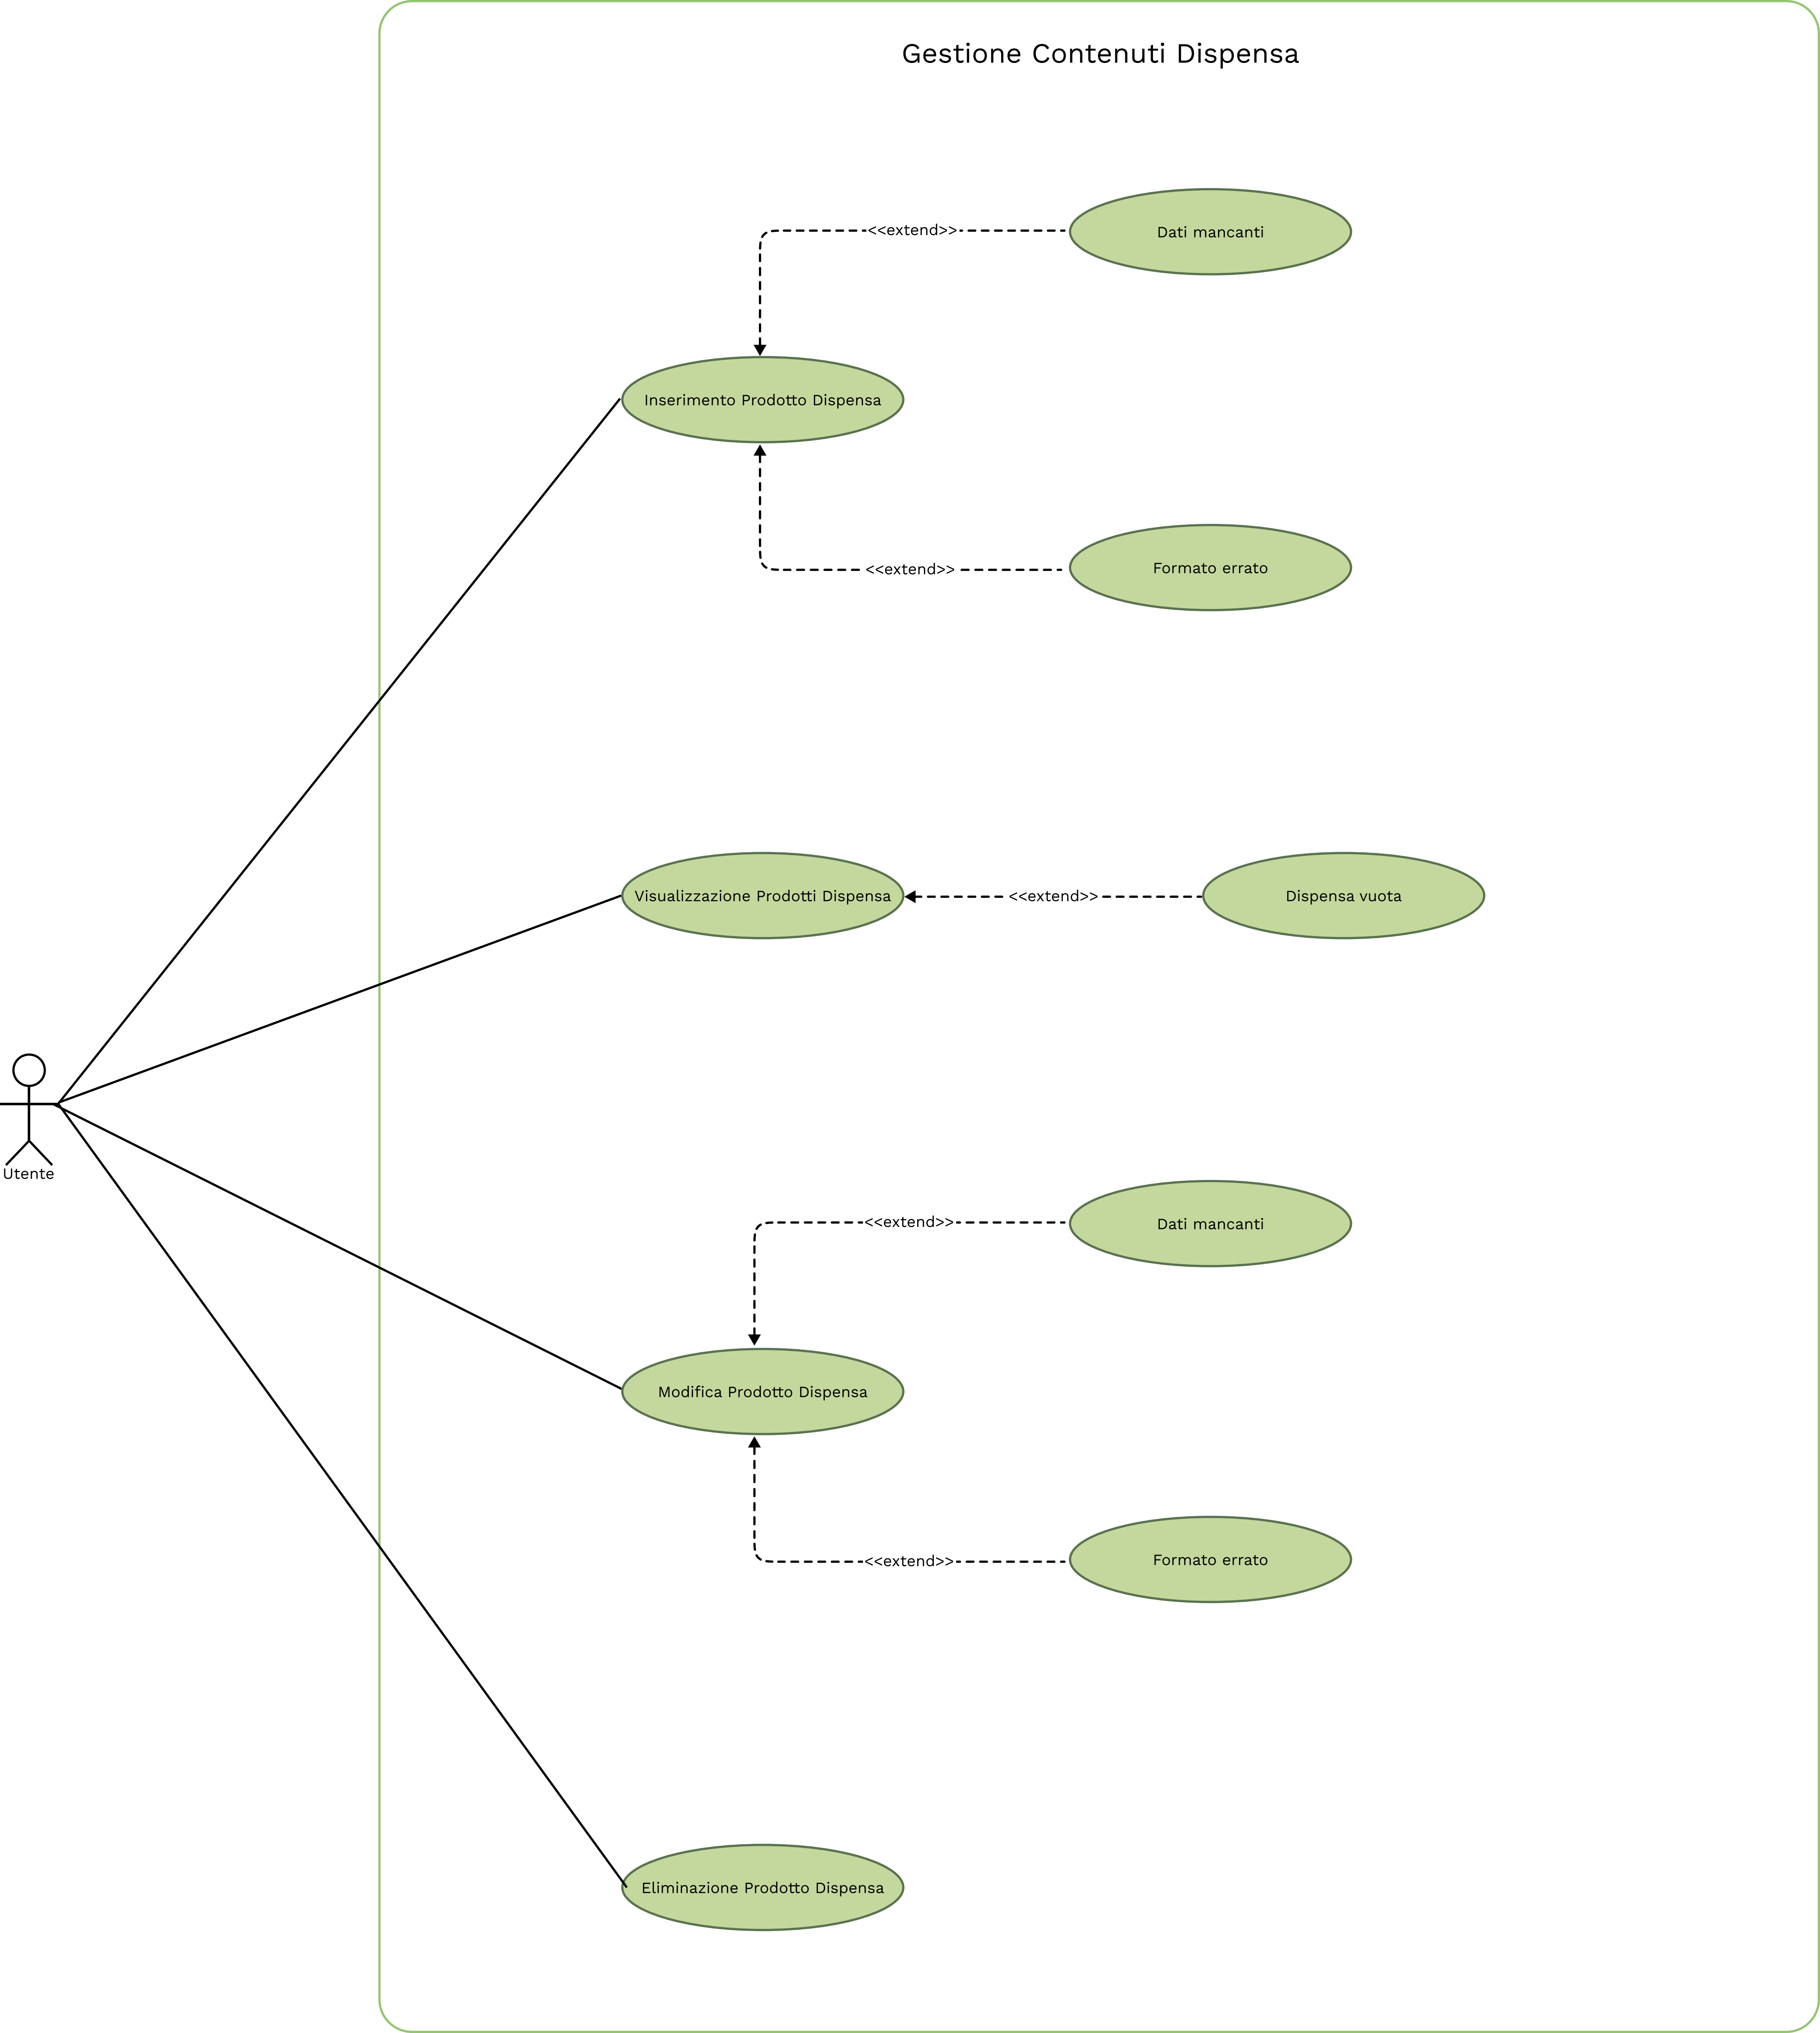 Gestione Contenuti Dispensa
<<extend>>
Dati mancanti
Inserimento Prodotto Dispensa
<<extend>>
Formato errato
Visualizzazione Prodotti Dispensa
<<extend>>
Dispensa vuota
Utente
<<extend>>
Dati mancanti
Modifica Prodotto Dispensa
<<extend>>
Formato errato
Eliminazione Prodotto Dispensa